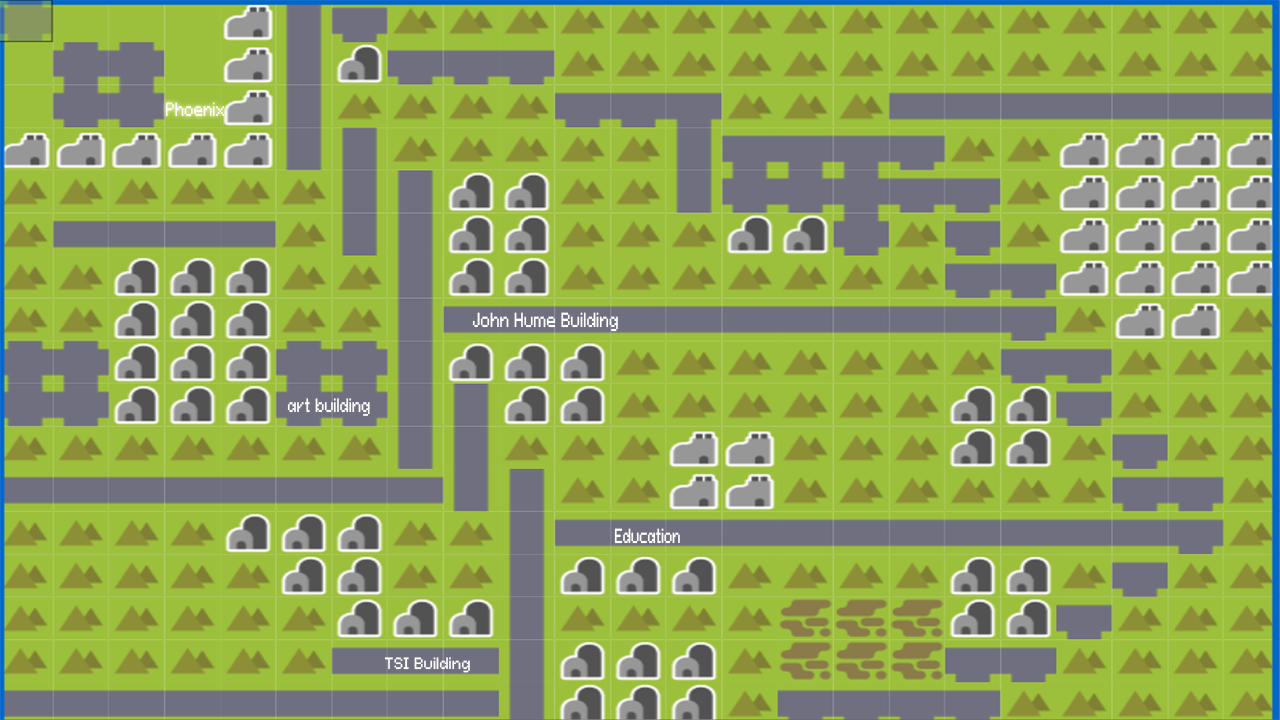 Phoenix
John Hume Building
art building
Education
TSI Building